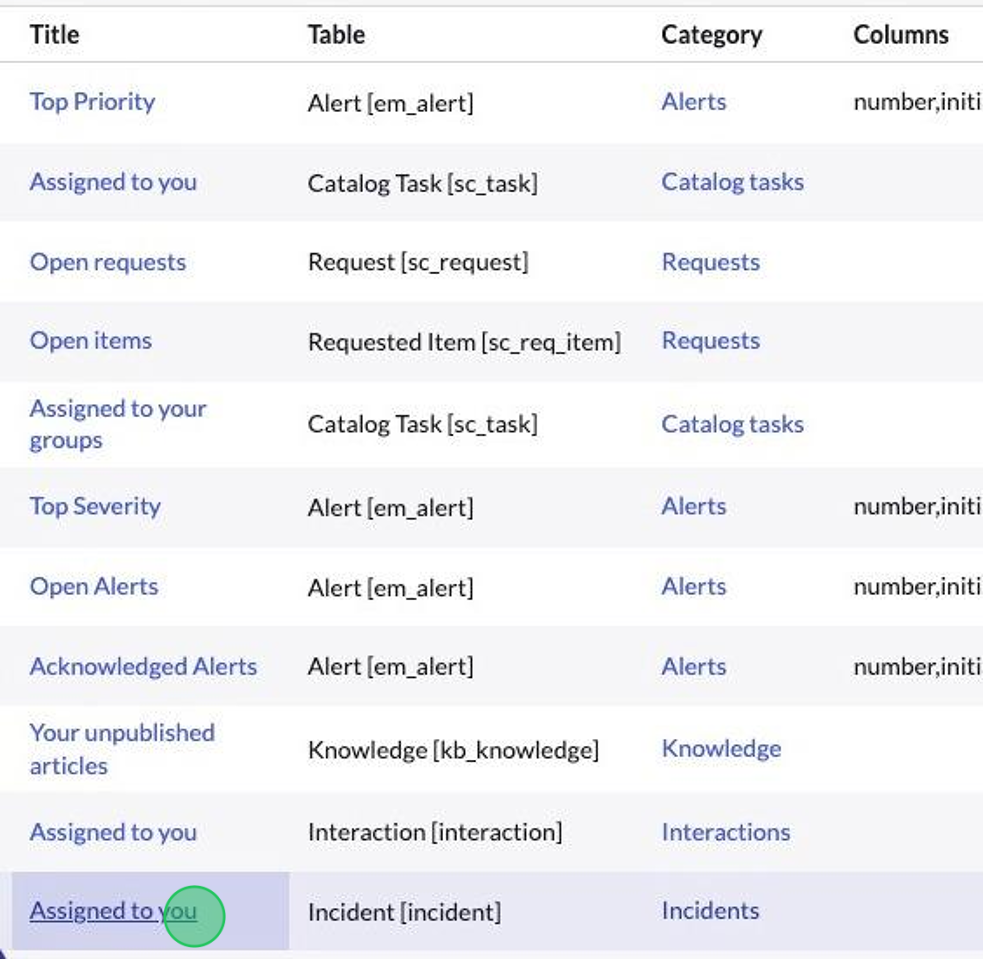 Title Table Category Columns
Top Priority Alert [em_alert] Alerts number,initi
Assigned to you Catalog Task [sc_task] Catalog tasks
Open requests Request [sc_request] Requests
Open items Requested Item [sc_req_item] Requests
Assigned to your
groups Catalog Task [sc_task] Catalog tasks
Top Severity Alert [em_alert] Alerts number,initi
Open Alerts Alert [em_alert] Alerts number,initi
Acknowledged Alerts Alert [em_alert] Alerts number,initi
Your unpublished
articles Knowledge [kb_knowledge] Knowledge
Assigned to you Interaction [interaction] Interactions
Assigned to you Incident [incident] Incidents